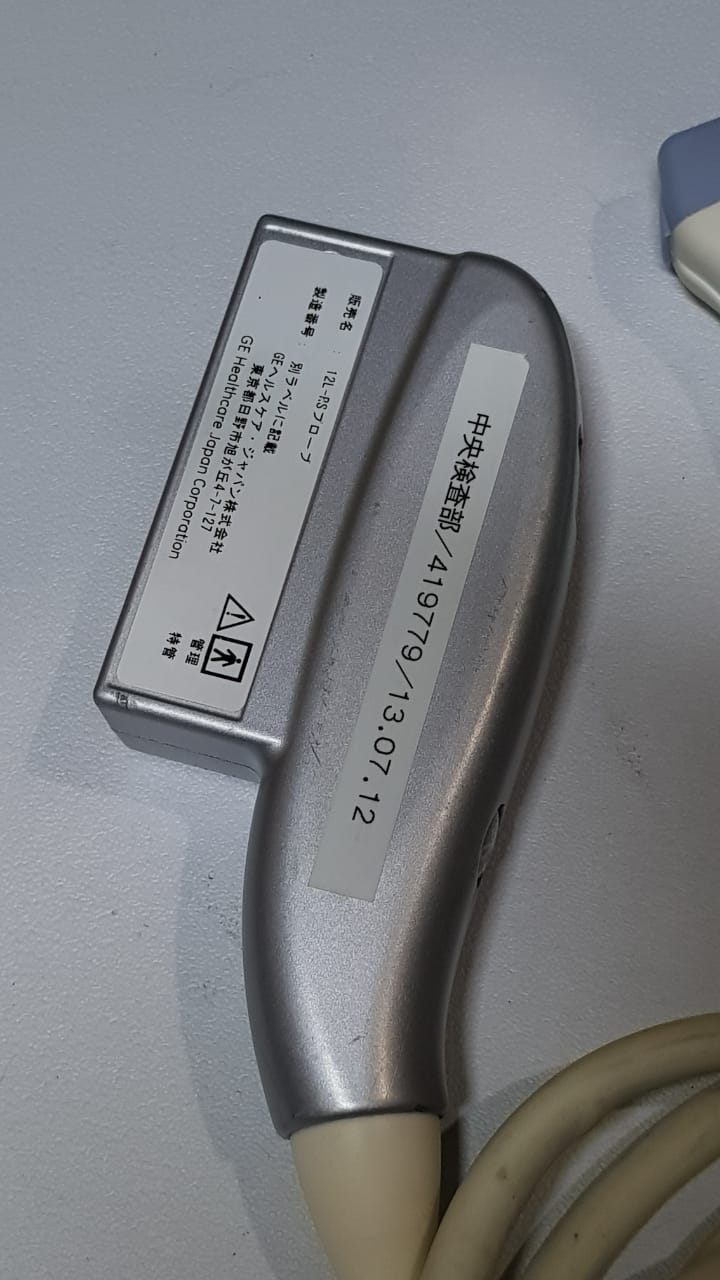 販売名 : 12L-RSプローブ
製造番号 : 別ラベルに記載
GEヘルスケア・ジャパン株式会社
東京都日野市旭が丘4-7-127
GE Healthcare Japan Corporation
管理
特管
中央検査部/419779/13.07.12